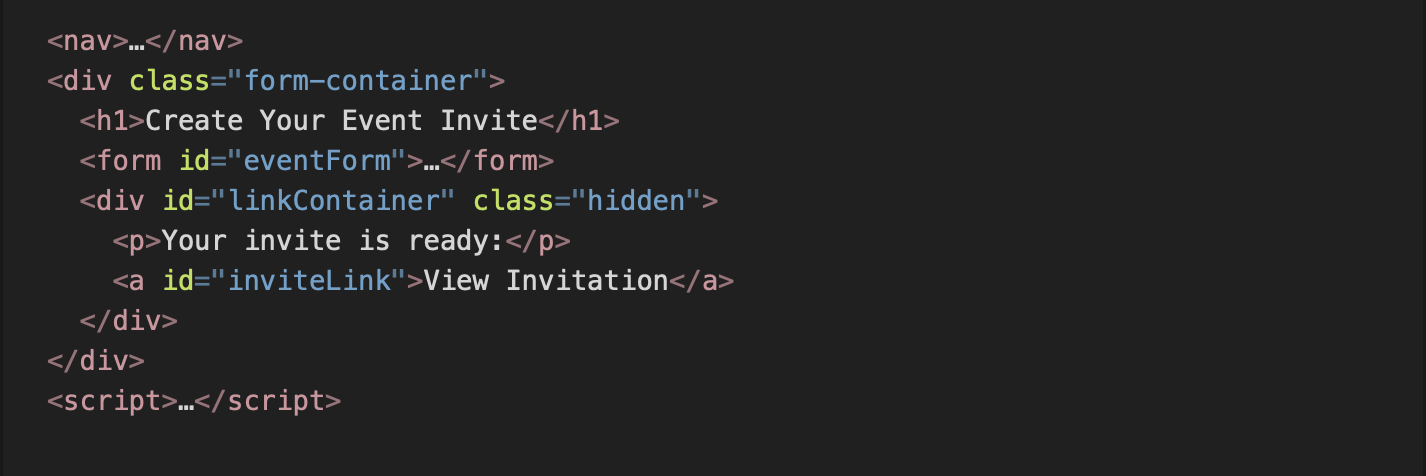 <nav>…</nav>
<div class="form-container">
<h1>Create Your Event Invite</h1>
<form id="eventForm">…</form>
<div id="linkContainer" class="hidden">
<p>Your invite is ready:</p>
<a id="inviteLink">View Invitation</a>
</div>
</div>
<script>…</script>